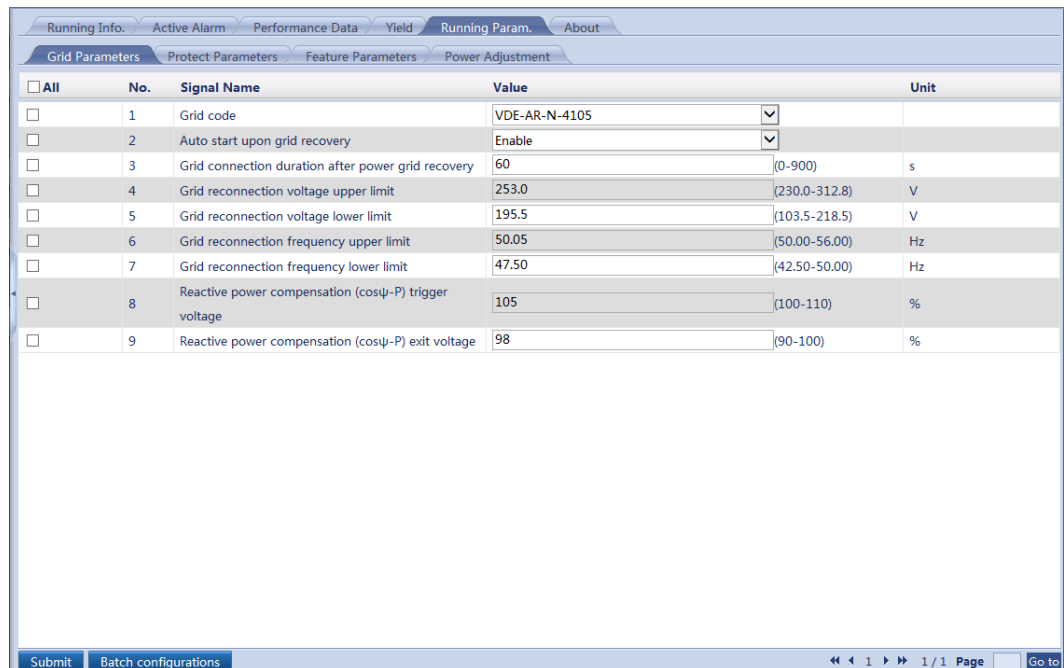 Running Info. Active Alarm Performance Data Yield Running Param. About
Grid Parameters Protect Parameters Feature Parameters Power Adjustment
All No. Signal Name Value Unit
1 Grid code VDE-AR-N-4105
2 Auto start upon grid recovery Enable
3 Grid connection duration after power grid recovery 60 (0-900) s
4 Grid reconnection voltage upper limit 253.0 (230.0-312.8) V
5 Grid reconnection voltage lower limit 195.5 (103.5-218.5) V
6 Grid reconnection frequency upper limit 50.05 (50.00-56.00) Hz
7 Grid reconnection frequency lower limit 47.50 (42.50-50.00) Hz
Reactive power compensation (cosψ-P) trigger
8 105 (100-110) %
voltage
9 Reactive power compensation (cosψ-P) exit voltage 98 (90-100) %
Submit Batch configurations 1 1 / 1 Page Go to